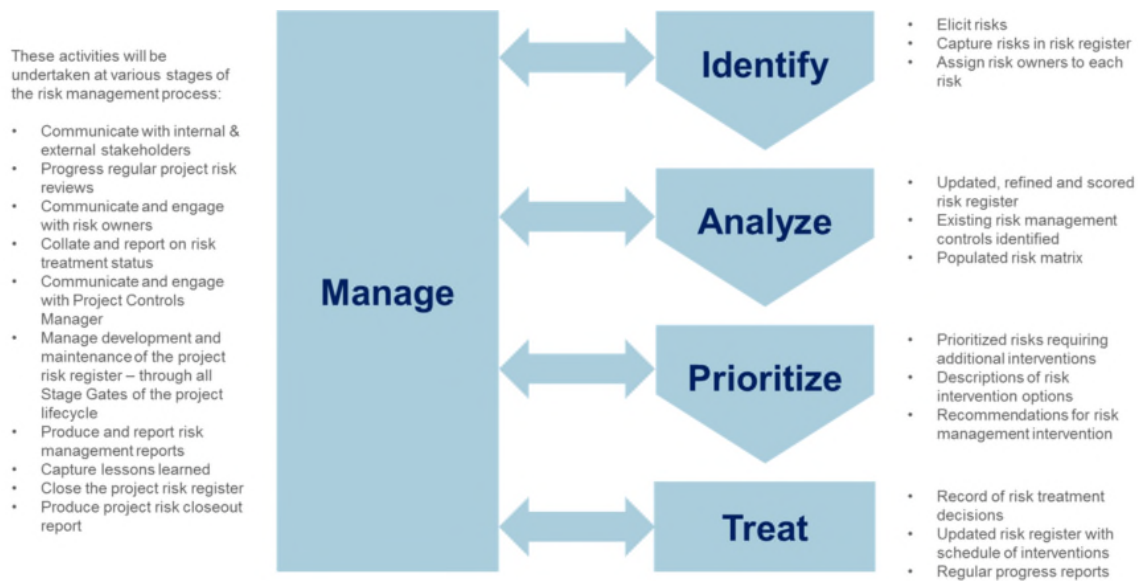 These activities will be
undertaken at various stages of
the risk management process:
• Communicate with internal &
external stakeholders
• Progress regular project risk
reviews
• Communicate and engage
with risk owners
• Collate and report on risk
treatment status
• Communicate and engage
with Project Controls
Manager
• Manage development and
maintenance of the project
risk register – through all
Stage Gates of the project
lifecycle
• Produce and report risk
management reports
• Capture lessons learned
• Close the project risk register
• Produce project risk closeout
report
Manage
Identify
• Elicit risks
• Capture risks in risk register
• Assign risk owners to each
risk
Analyze
• Updated, refined and scored
risk register
• Existing risk management
controls identified
• Populated risk matrix
Prioritize
• Prioritized risks requiring
additional interventions
• Descriptions of risk
intervention options
• Recommendations for risk
management intervention
Treat
• Record of risk treatment
decisions
• Updated risk register with
schedule of interventions
• Regular progress reports